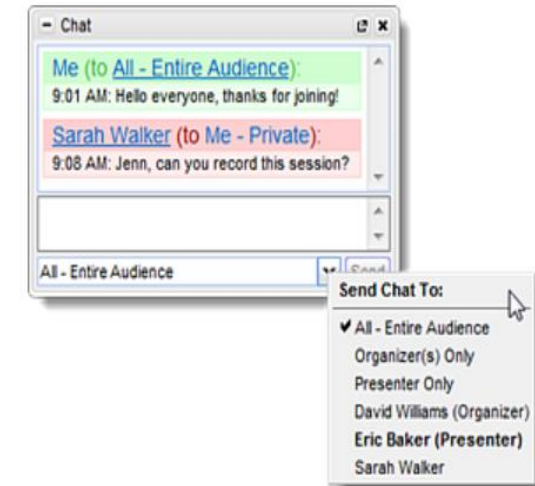 Chat
Me (to All - Entire Audience):
9:01 AM: Hello everyone, thanks for joining!
Sarah Walker (to Me - Private):
9:08 AM: Jenn, can you record this session?
All - Entire Audience
Send
Send Chat To:
All - Entire Audience
Organizer(s) Only
Presenter Only
David Williams (Organizer)
Eric Baker (Presenter)
Sarah Walker